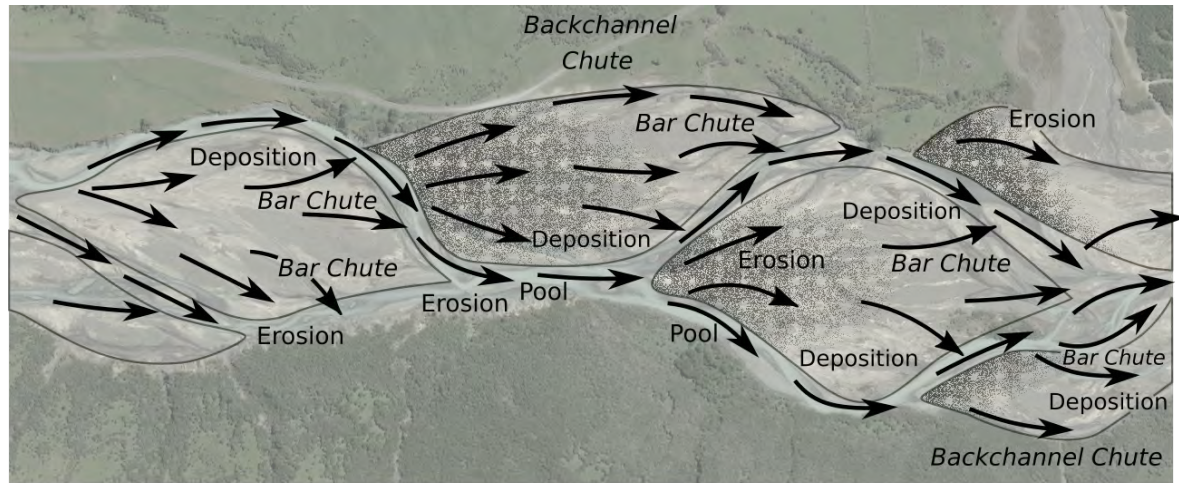 Backchannel
Chute
Erosion
Bar Chute
Deposition
Bar Chute
Deposition
Deposition
Erosion
Bar Chute
Bar Chute
Erosion
Pool
Erosion
Pool
Deposition
Bar Chute
Deposition
Backchannel Chute